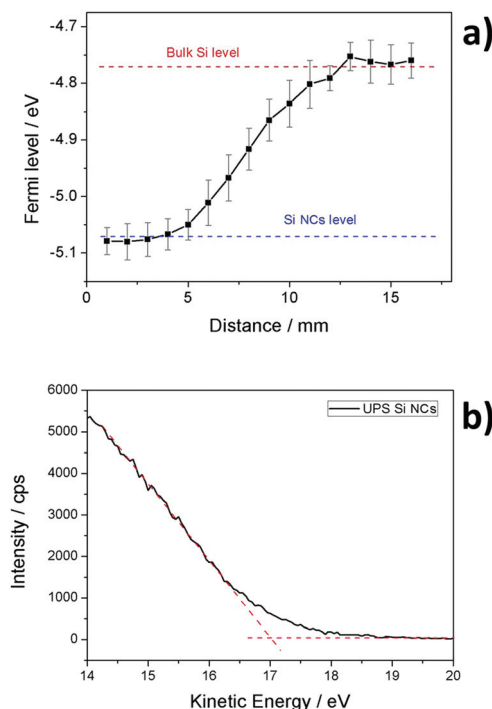 a)
-4.7
-4.8
-4.9
-5.0
-5.1
Fermi level / eV
Bulk Si level
Si NCs level
0
5
10
15
Distance / mm
b)
6000
5000
4000
3000
2000
1000
0
Intensity / cps
UPS Si NCs
14
15
16
17
18
19
20
Kinetic Energy / eV